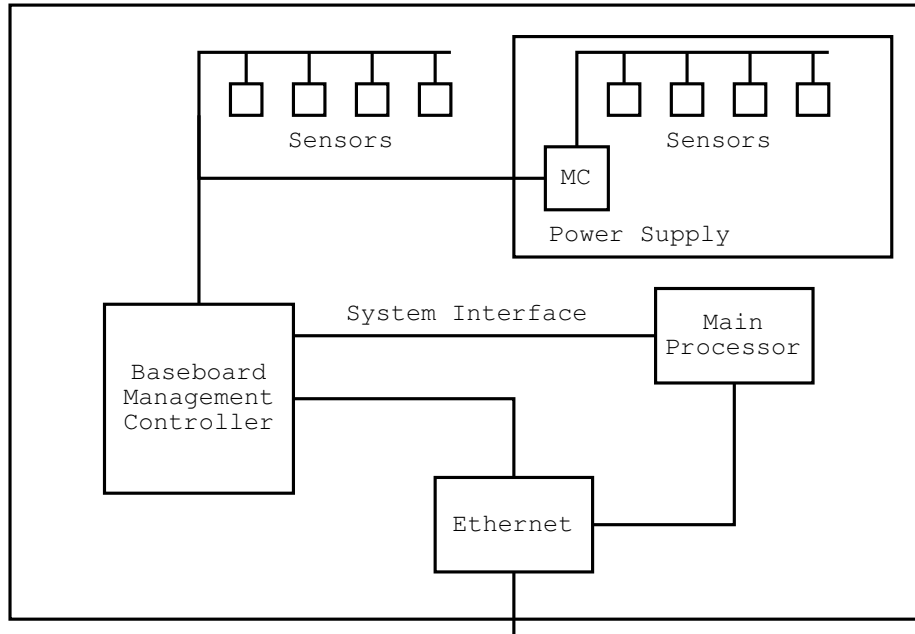 Sensors
Sensors
MC
Power Supply
System Interface
Main
Processor
Baseboard
Management
Controller
Ethernet